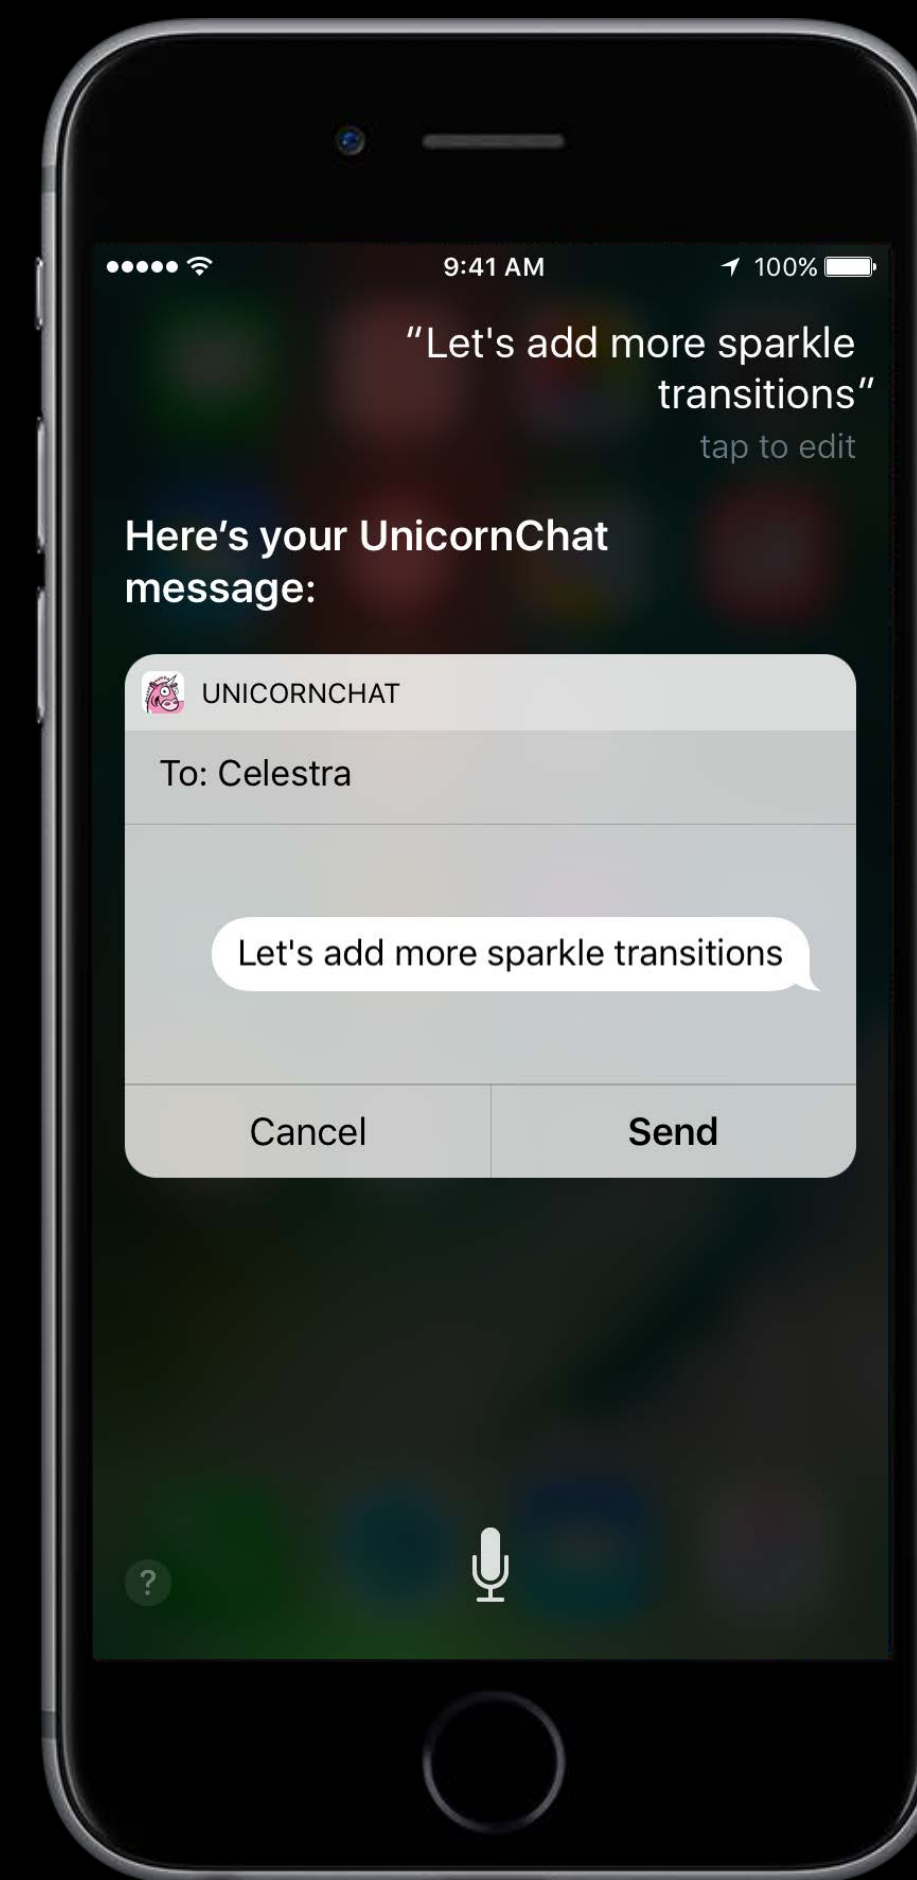 9:41 AM
100%
“Let's add more sparkle
transitions”
tap to edit
Here’s your UnicornChat
message:
UNICORNCHAT
To: Celestra
Let's add more sparkle transitions
Cancel
Send
?